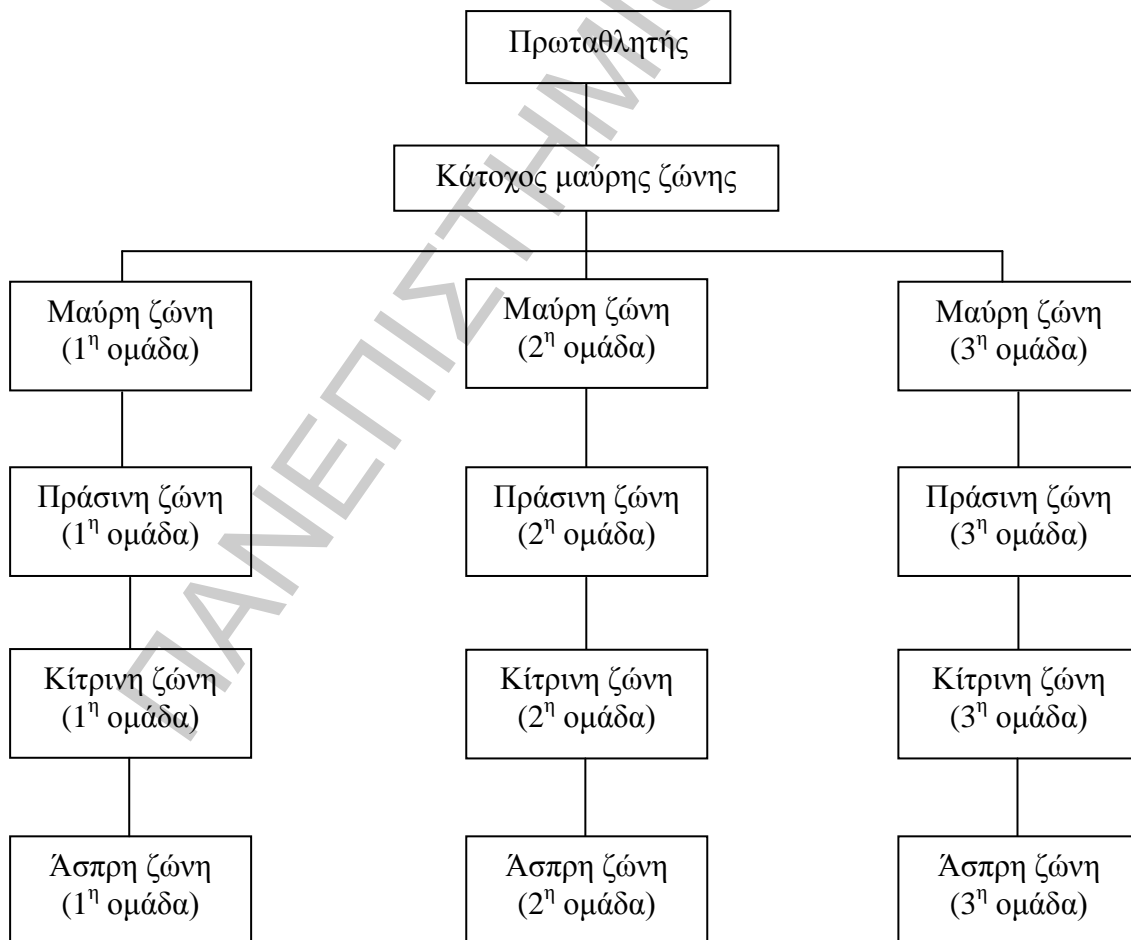 Πρωταθλητής
Κάτοχος μαύρης ζώνης
Μαύρη ζώνη
(1η ομάδα)
Μαύρη ζώνη
(2η ομάδα)
Μαύρη ζώνη
(3η ομάδα)
Πράσινη ζώνη
(1η ομάδα)
Πράσινη ζώνη
(2η ομάδα)
Πράσινη ζώνη
(3η ομάδα)
Κίτρινη ζώνη
(1η ομάδα)
Κίτρινη ζώνη
(2η ομάδα)
Κίτρινη ζώνη
(3η ομάδα)
Άσπρη ζώνη
(1η ομάδα)
Άσπρη ζώνη
(2η ομάδα)
Άσπρη ζώνη
(3η ομάδα)
ΠΑΝΕΠΙΣΤΗΜΙΟ